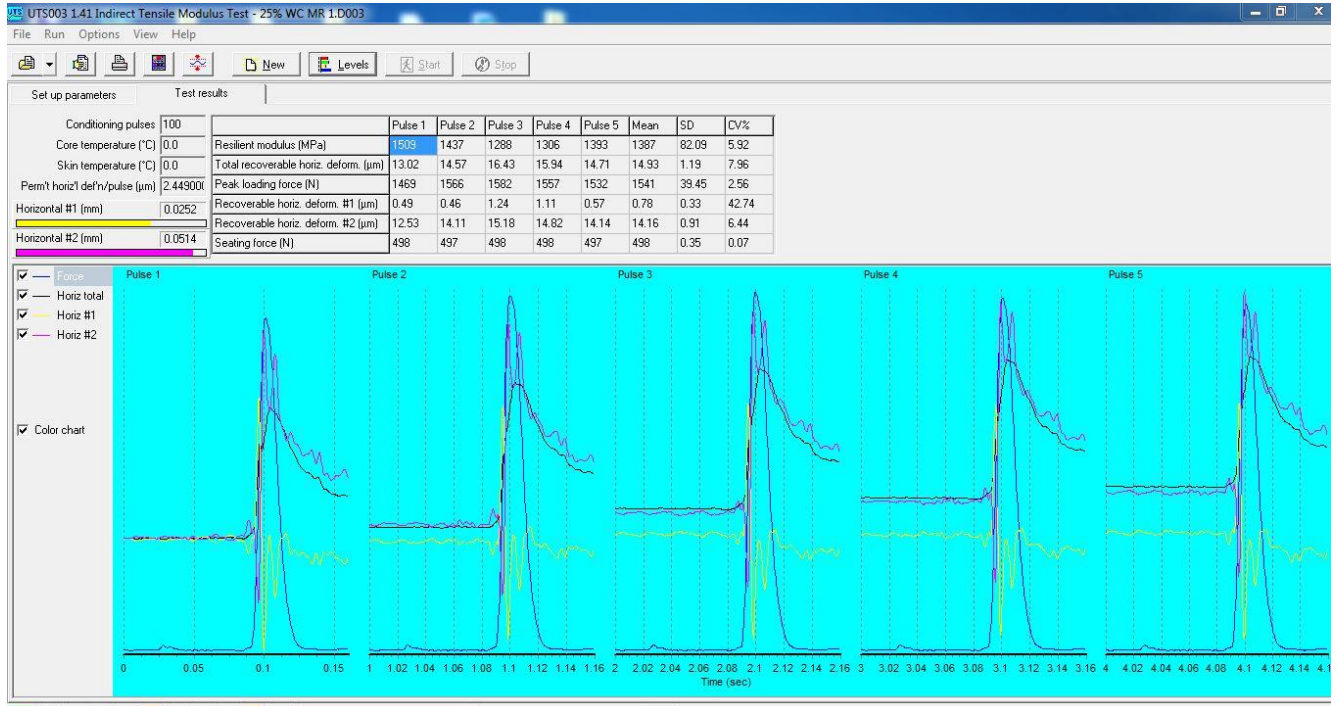 UTS UTS003 1.41 Indirect Tensile Modulus Test - 25% WC MR 1.D003
File Run Options View Help
New Levels Start Stop
Set up parameters Test results
Conditioning pulses 100
Core temperature (°C) 0.0
Skin temperature (°C) 0.0
Perm't horiz'l def'n/pulse (µm) 2.44900(
Horizontal #1 (mm) 0.0252
Horizontal #2 (mm) 0.0514
Pulse 1 Pulse 2 Pulse 3 Pulse 4 Pulse 5 Mean SD CV%
Resilient modulus (MPa) 1509 1437 1288 1306 1393 1387 82.09 5.92
Total recoverable horiz. deform. (µm) 13.02 14.57 16.43 15.94 14.71 14.93 1.19 7.96
Peak loading force (N) 1469 1566 1582 1557 1532 1541 39.45 2.56
Recoverable horiz. deform. #1 (µm) 0.49 0.46 1.24 1.11 0.57 0.78 0.33 42.74
Recoverable horiz. deform. #2 (µm) 12.53 14.11 15.18 14.82 14.14 14.16 0.91 6.44
Seating force (N) 498 497 498 498 497 498 0.35 0.07
Force
Horiz total
Horiz #1
Horiz #2
Color chart
Pulse 1 Pulse 2 Pulse 3 Pulse 4 Pulse 5
0 0.05 0.1 0.15 1 1.02 1.04 1.06 1.08 1.1 1.12 1.14 1.16 2 2.02 2.04 2.06 2.08 2.1 2.12 2.14 2.16 3 3.02 3.04 3.06 3.08 3.1 3.12 3.14 3.16 4 4.02 4.04 4.06 4.08 4.1 4.12 4.14 4.1
Time (sec)